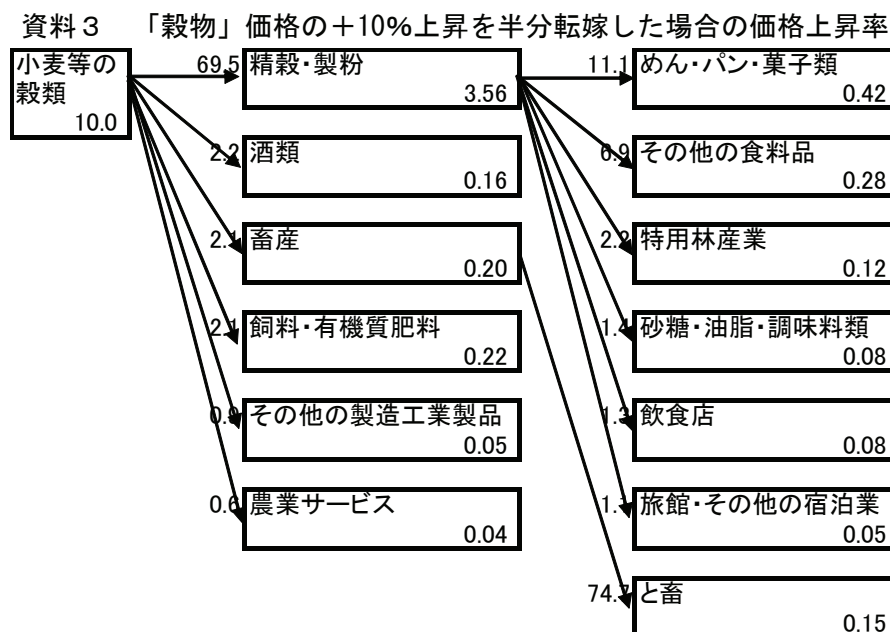 資料3 「穀物」価格の+10%上昇を半分転嫁した場合の価格上昇率
小麦等の
穀類
10.0
69.5
精穀・製粉
3.56
2.2
酒類
0.16
2.1
畜産
0.20
2.1
飼料・有機質肥料
0.22
0.9
その他の製造工業製品
0.05
0.6
農業サービス
0.04
11.1
めん・パン・菓子類
0.42
6.9
その他の食料品
0.28
2.2
特用林産業
0.12
1.4
砂糖・油脂・調味料類
0.08
1.3
飲食店
0.08
旅館・その他の宿泊業
0.05
74.7
と畜
0.15